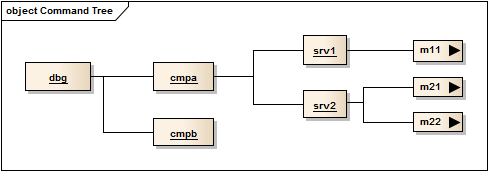 object Command Tree
dbg
cmpa
srv1
m11
srv2
m21
m22
cmpb